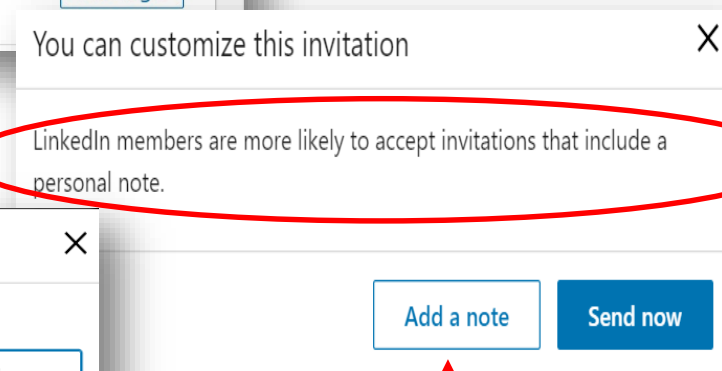 You can customize this invitation
LinkedIn members are more likely to accept invitations that include a
personal note.
Add a note
Send now